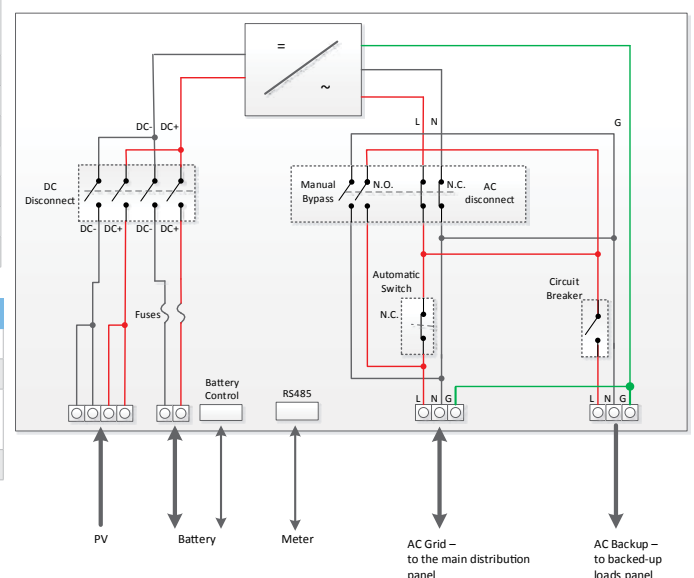 =
~
DC- DC+
L N
G
DC
Disconnect
Manual
Bypass
N.O.
N.C.
AC
disconnect
DC- DC+ DC- DC+
Automatic
Switch
N.C.
Circuit
Breaker
Fuses
Battery
Control
RS485
L N G
L N G
PV
Battery
Meter
AC Grid –
to the main distribution
panel
AC Backup –
to backed-up
loads panel